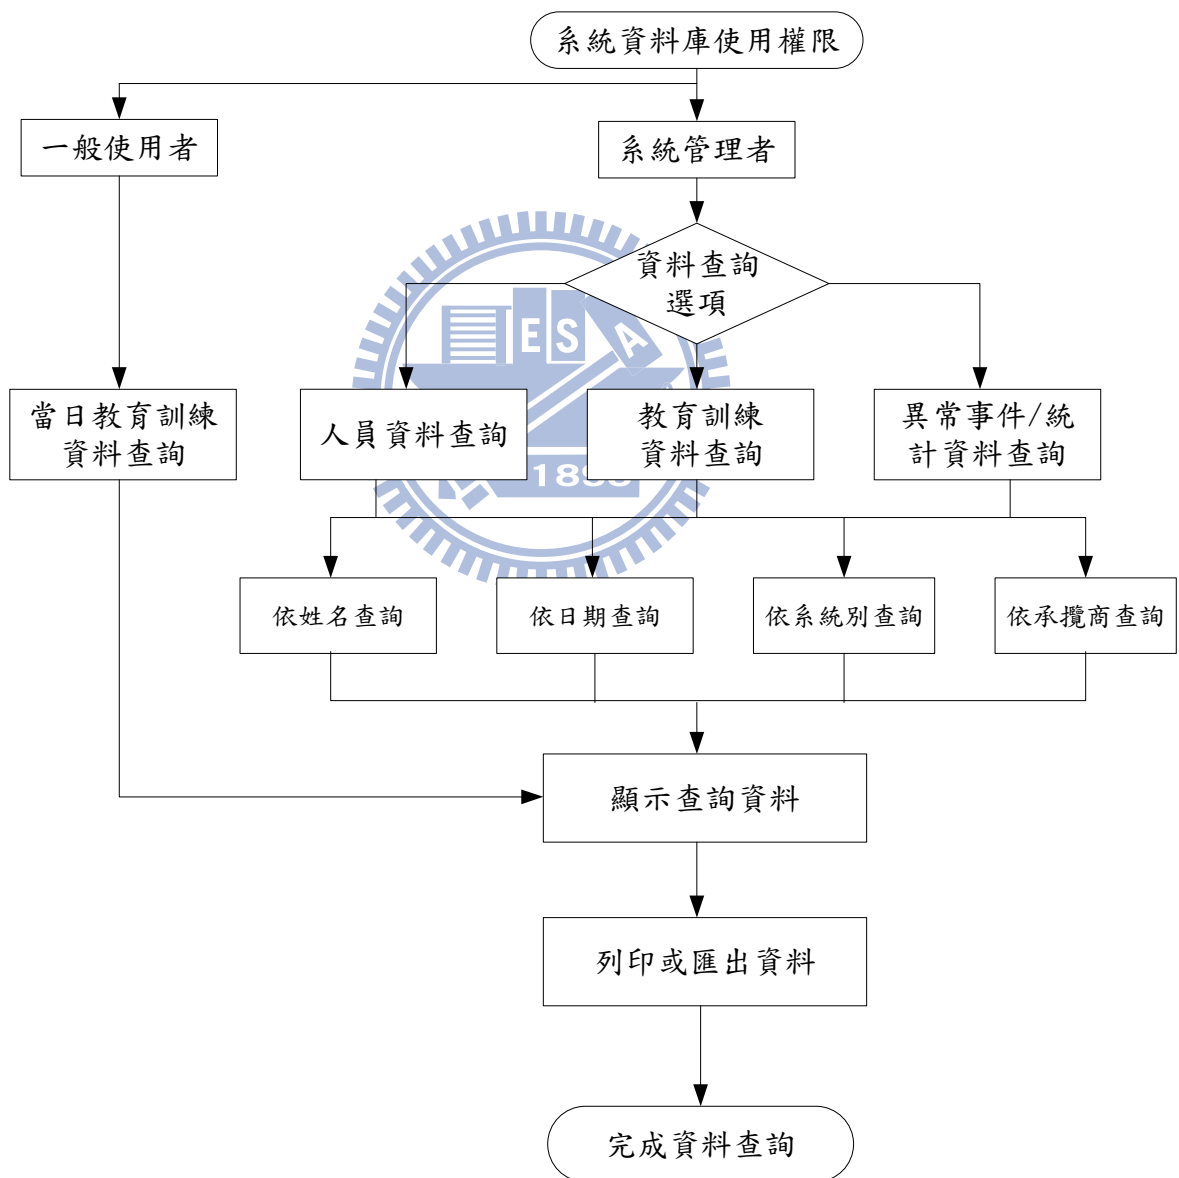 系統資料庫使用權限
一般使用者
系統管理者
資料查詢
選項
當日教育訓練
資料查詢
人員資料查詢
教育訓練
資料查詢
異常事件/統
計資料查詢
E S A
依姓名查詢
依日期查詢
依系統別查詢
依承攬商查詢
顯示查詢資料
列印或匯出資料
完成資料查詢